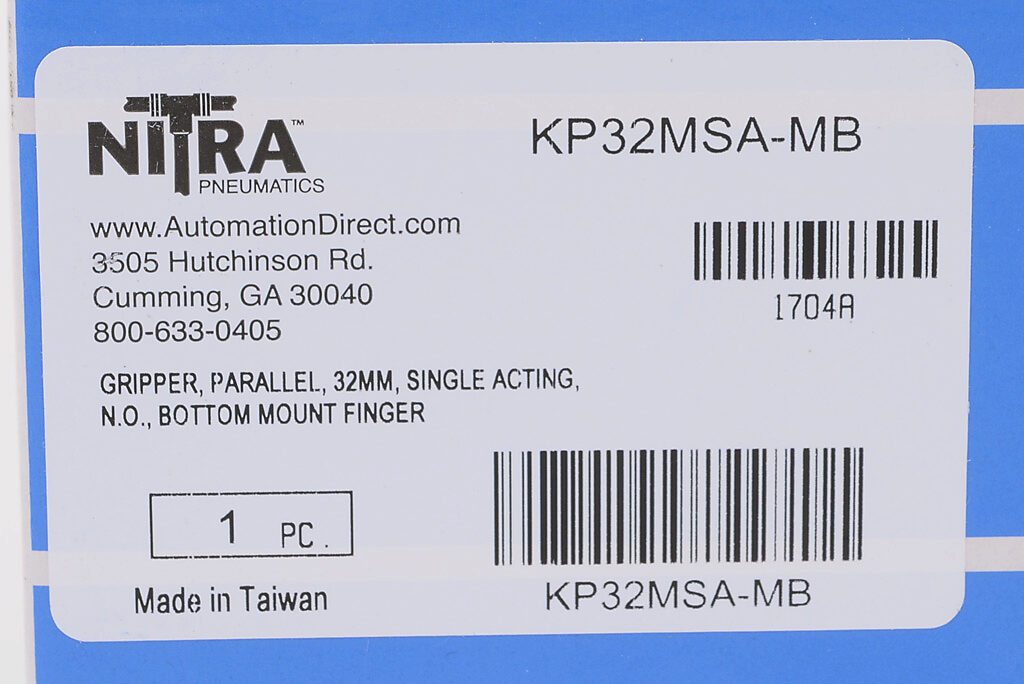 NITRA™
PNEUMATICS
KP32MSA-MB
www.AutomationDirect.com
3505 Hutchinson Rd.
Cumming, GA 30040
800-633-0405
1704A
GRIPPER, PARALLEL, 32MM, SINGLE ACTING,
N.O., BOTTOM MOUNT FINGER
1 PC.
Made in Taiwan
KP32MSA-MB